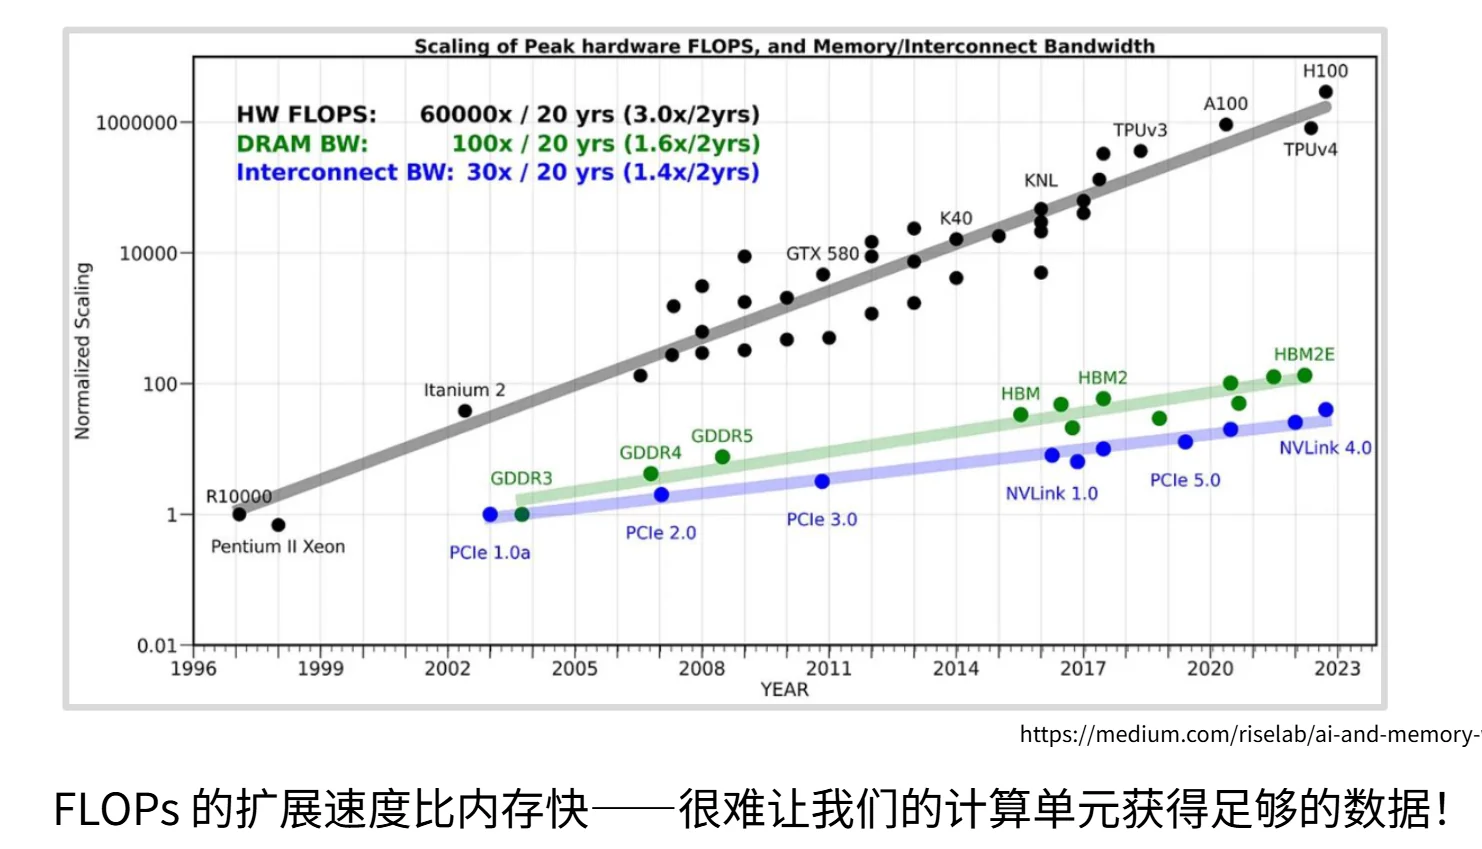 Scaling of Peak hardware FLOPS, and Memory/Interconnect Bandwidth
HW FLOPS: 60000x / 20 yrs (3.0x/2yrs)
DRAM BW: 100x / 20 yrs (1.6x/2yrs)
Interconnect BW: 30x / 20 yrs (1.4x/2yrs)
Normalized Scaling
1000000
10000
100
1
0.01
H100
A100
TPUv3
TPUv4
KNL
K40
GTX 580
HBM2E
HBM2
HBM
Itanium 2
GDDR5
GDDR4
GDDR3
NVLink 4.0
PCIe 5.0
NVLink 1.0
R10000
PCIe 3.0
PCIe 2.0
Pentium II Xeon
PCIe 1.0a
1996 1999 2002 2005 2008 2011 2014 2017 2020 2023
YEAR
https://medium.com/riselab/ai-and-memory-
FLOPs 的扩展速度比内存快——很难让我们的计算单元获得足够的数据！